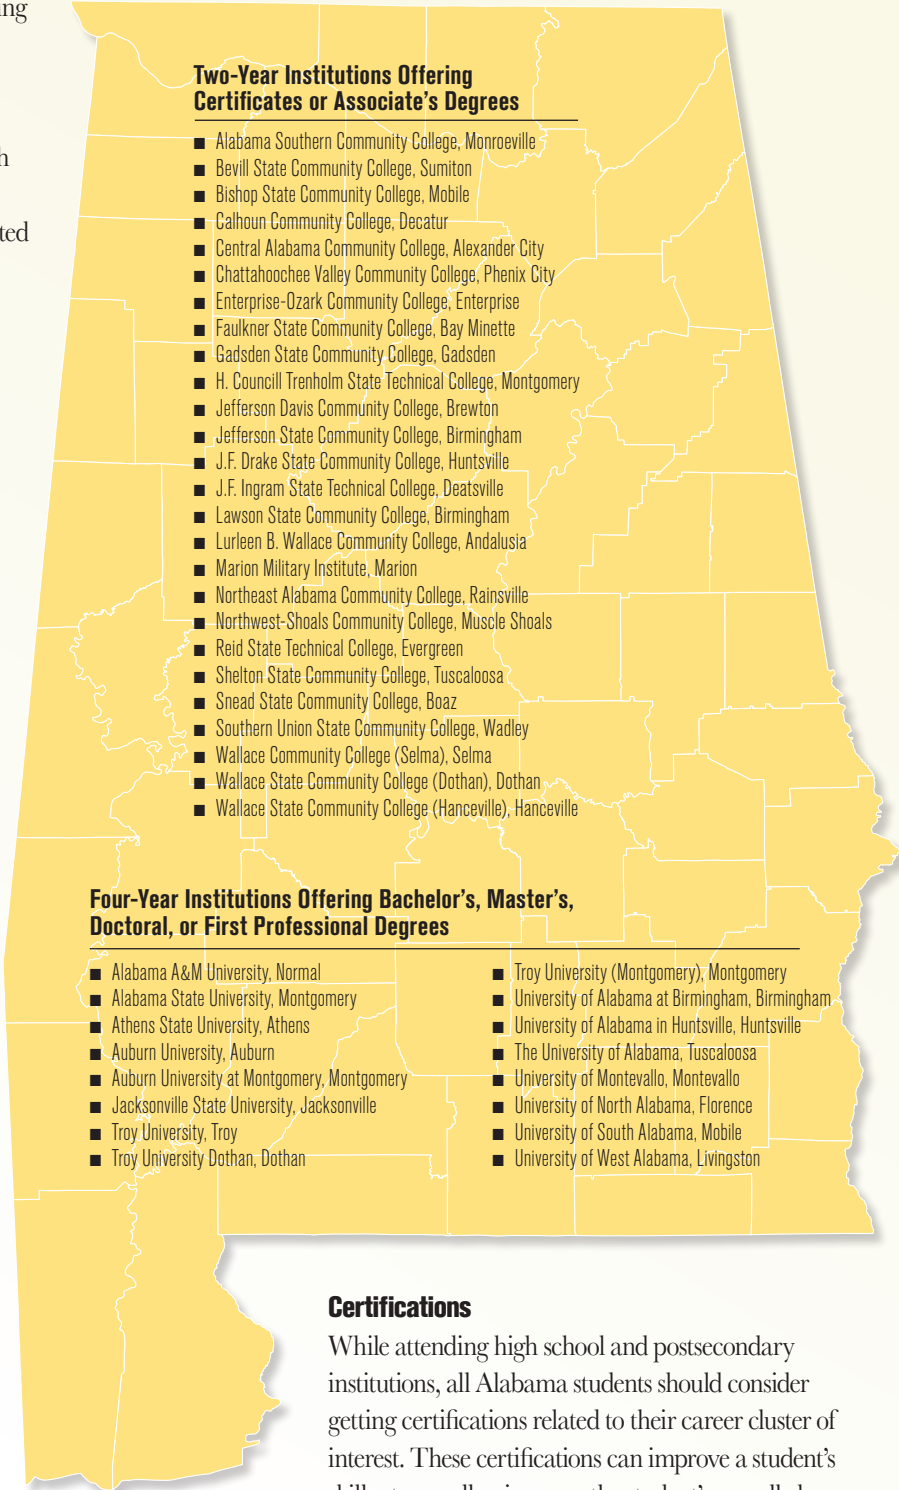 Two-Year Institutions Offering
Certificates or Associate's Degrees
■ Alabama Southern Community College, Monroeville
■ Bevill State Community College, Sumiton
■ Bishop State Community College, Mobile
■ Calhoun Community College, Decatur
■ Central Alabama Community College, Alexander City
■ Chattahoochee Valley Community College, Phenix City
■ Enterprise-Ozark Community College, Enterprise
■ Faulkner State Community College, Bay Minette
■ Gadsden State Community College, Gadsden
■ H. Councill Trenholm State Technical College, Montgomery
■ Jefferson Davis Community College, Brewton
■ Jefferson State Community College, Birmingham
■ J.F. Drake State Community College, Huntsville
■ J.F. Ingram State Technical College, Deatsville
■ Lawson State Community College, Birmingham
■ Lurleen B. Wallace Community College, Andalusia
■ Marion Military Institute, Marion
■ Northeast Alabama Community College, Rainsville
■ Northwest-Shoals Community College, Muscle Shoals
■ Reid State Technical College, Evergreen
■ Shelton State Community College, Tuscaloosa
■ Snead State Community College, Boaz
■ Southern Union State Community College, Wadley
■ Wallace Community College (Selma), Selma
■ Wallace State Community College (Dothan), Dothan
■ Wallace State Community College (Hanceville), Hanceville
Four-Year Institutions Offering Bachelor's, Master's,
Doctoral, or First Professional Degrees
■ Alabama A&M University, Normal
■ Alabama State University, Montgomery
■ Athens State University, Athens
■ Auburn University, Auburn
■ Auburn University at Montgomery, Montgomery
■ Jacksonville State University, Jacksonville
■ Troy University, Troy
■ Troy University Dothan, Dothan
■ Troy University (Montgomery), Montgomery
■ University of Alabama at Birmingham, Birmingham
■ University of Alabama in Huntsville, Huntsville
■ The University of Alabama, Tuscaloosa
■ University of Montevallo, Montevallo
■ University of North Alabama, Florence
■ University of South Alabama, Mobile
■ University of West Alabama, Livingston
Certifications
While attending high school and postsecondary
institutions, all Alabama students should consider
getting certifications related to their career cluster of
interest. These certifications can improve a student's